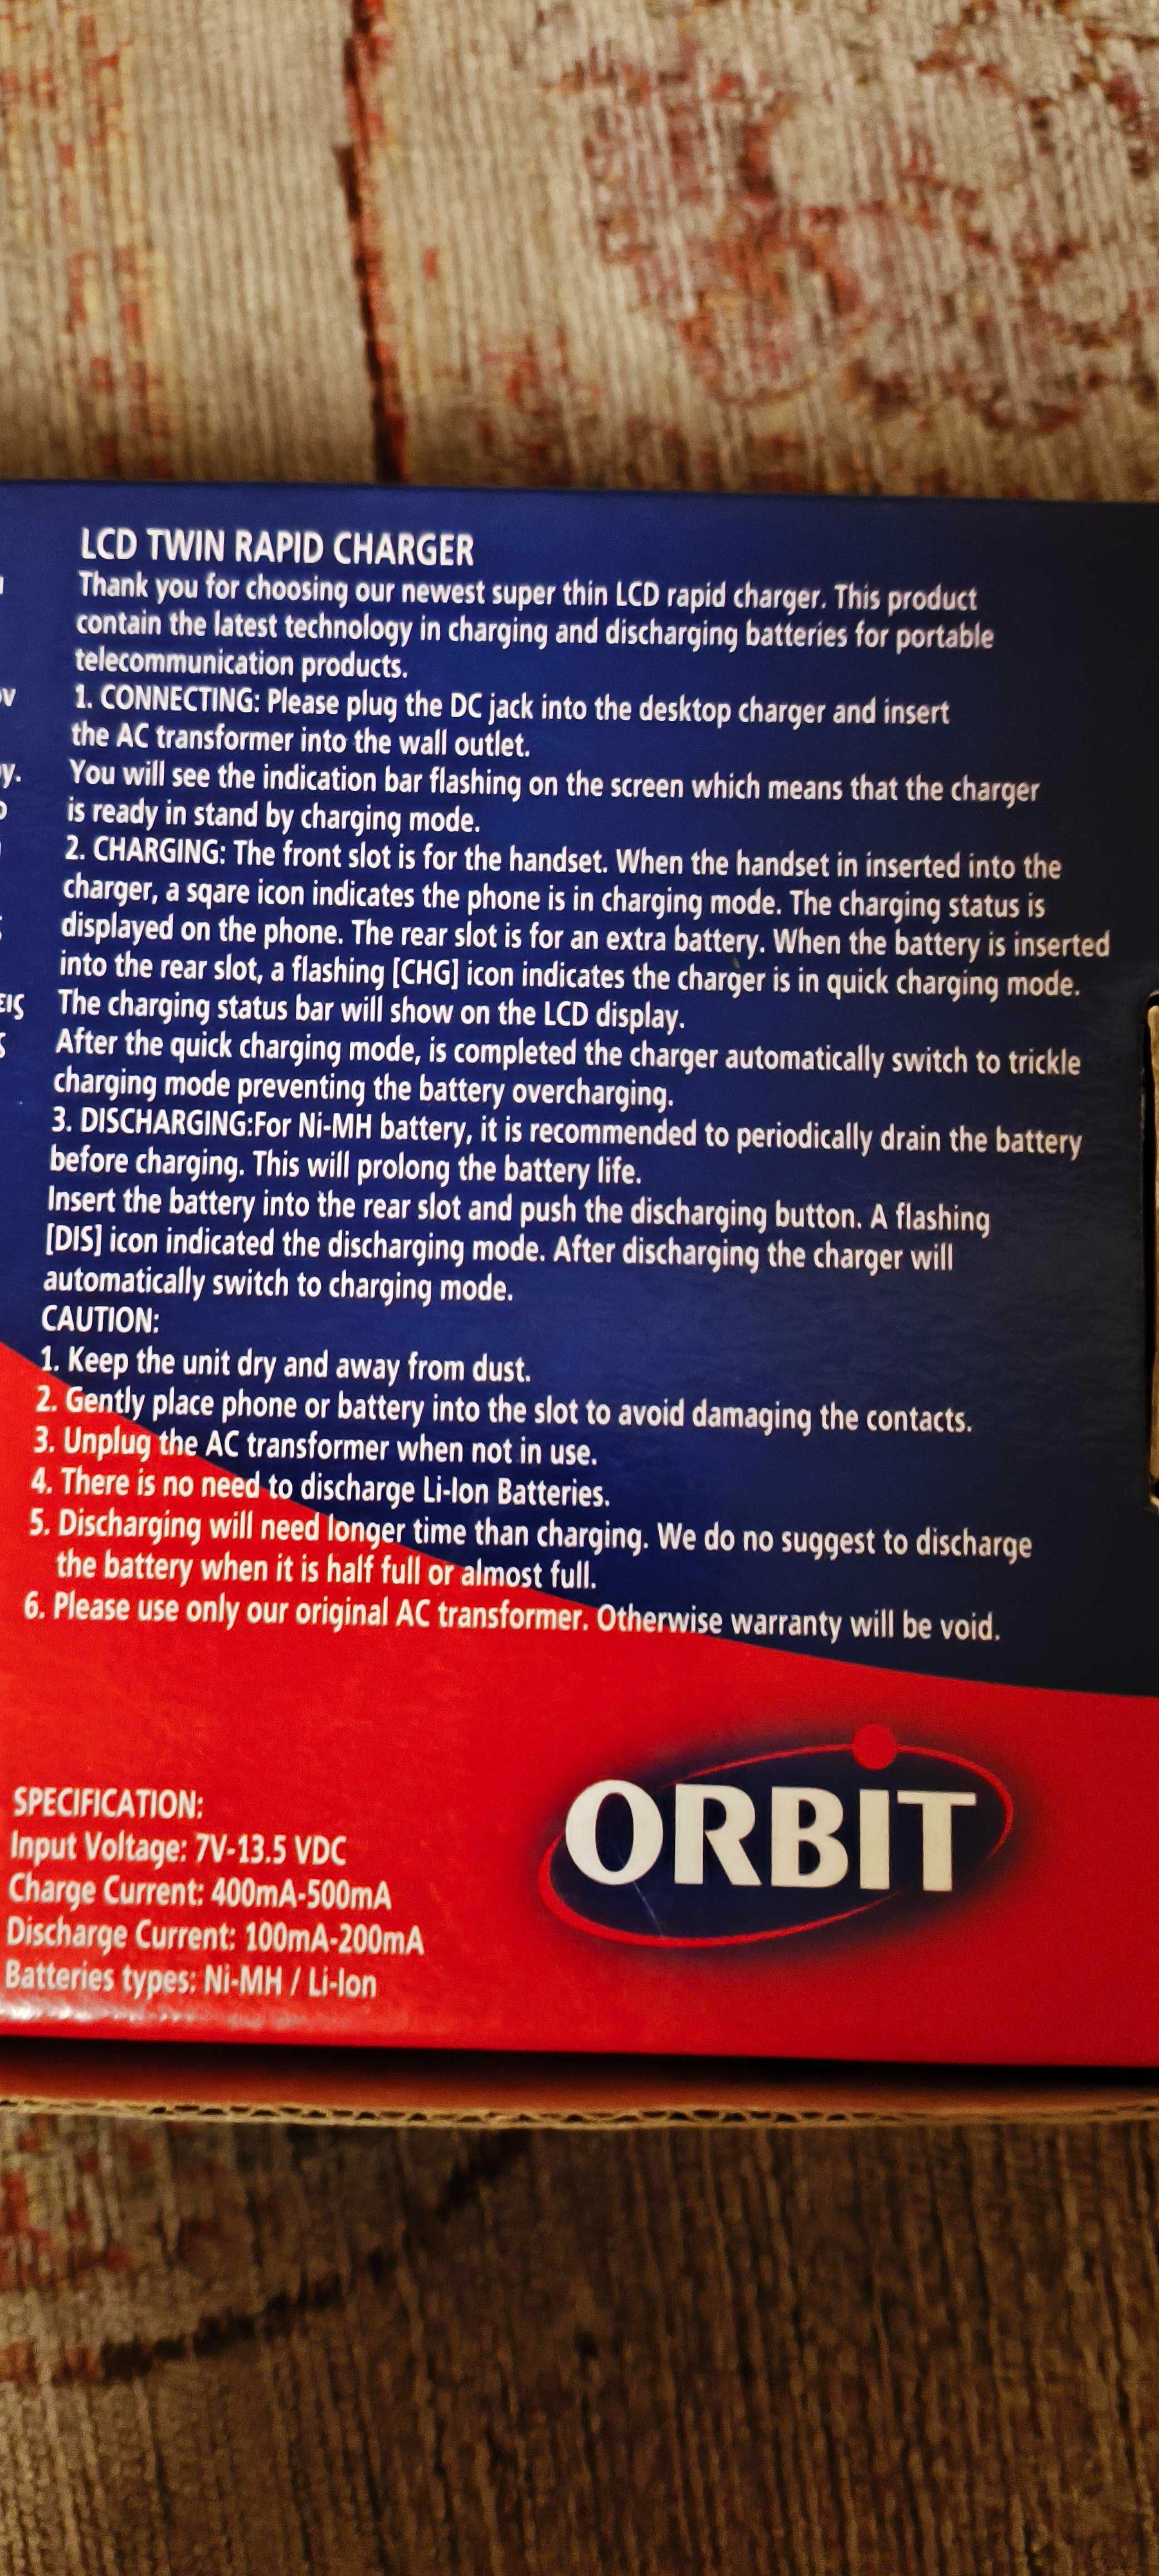 LCD TWIN RAPID CHARGER
Thank you for choosing our newest super thin LCD rapid charger. This product
contain the latest technology in charging and discharging batteries for portable
telecommunication products.
1. CONNECTING: Please plug the DC jack into the desktop charger and insert
the AC transformer into the wall outlet.
You will see the indication bar flashing on the screen which means that the charger
is ready in stand by charging mode.
2. CHARGING: The front slot is for the handset. When the handset in inserted into the
charger, a sqare icon indicates the phone is in charging mode. The charging status is
displayed on the phone. The rear slot is for an extra battery. When the battery is inserted
into the rear slot, a flashing [CHG] icon indicates the charger is in quick charging mode.
The charging status bar will show on the LCD display.
After the quick charging mode, is completed the charger automatically switch to trickle
charging mode preventing the battery overcharging.
3. DISCHARGING:For Ni-MH battery, it is recommended to periodically drain the battery
before charging. This will prolong the battery life.
Insert the battery into the rear slot and push the discharging button. A flashing
[DIS] icon indicated the discharging mode. After discharging the charger will
automatically switch to charging mode.
CAUTION:
1. Keep the unit dry and away from dust.
2. Gently place phone or battery into the slot to avoid damaging the contacts.
3. Unplug the AC transformer when not in use.
4. There is no need to discharge Li-Ion Batteries.
5. Discharging will need longer time than charging. We do no suggest to discharge
the battery when it is half full or almost full.
6. Please use only our original AC transformer. Otherwise warranty will be void.
SPECIFICATION:
Input Voltage: 7V-13.5 VDC
Charge Current: 400mA-500mA
Discharge Current: 100mA-200mA
Batteries types: Ni-MH / Li-Ion
ORBIT